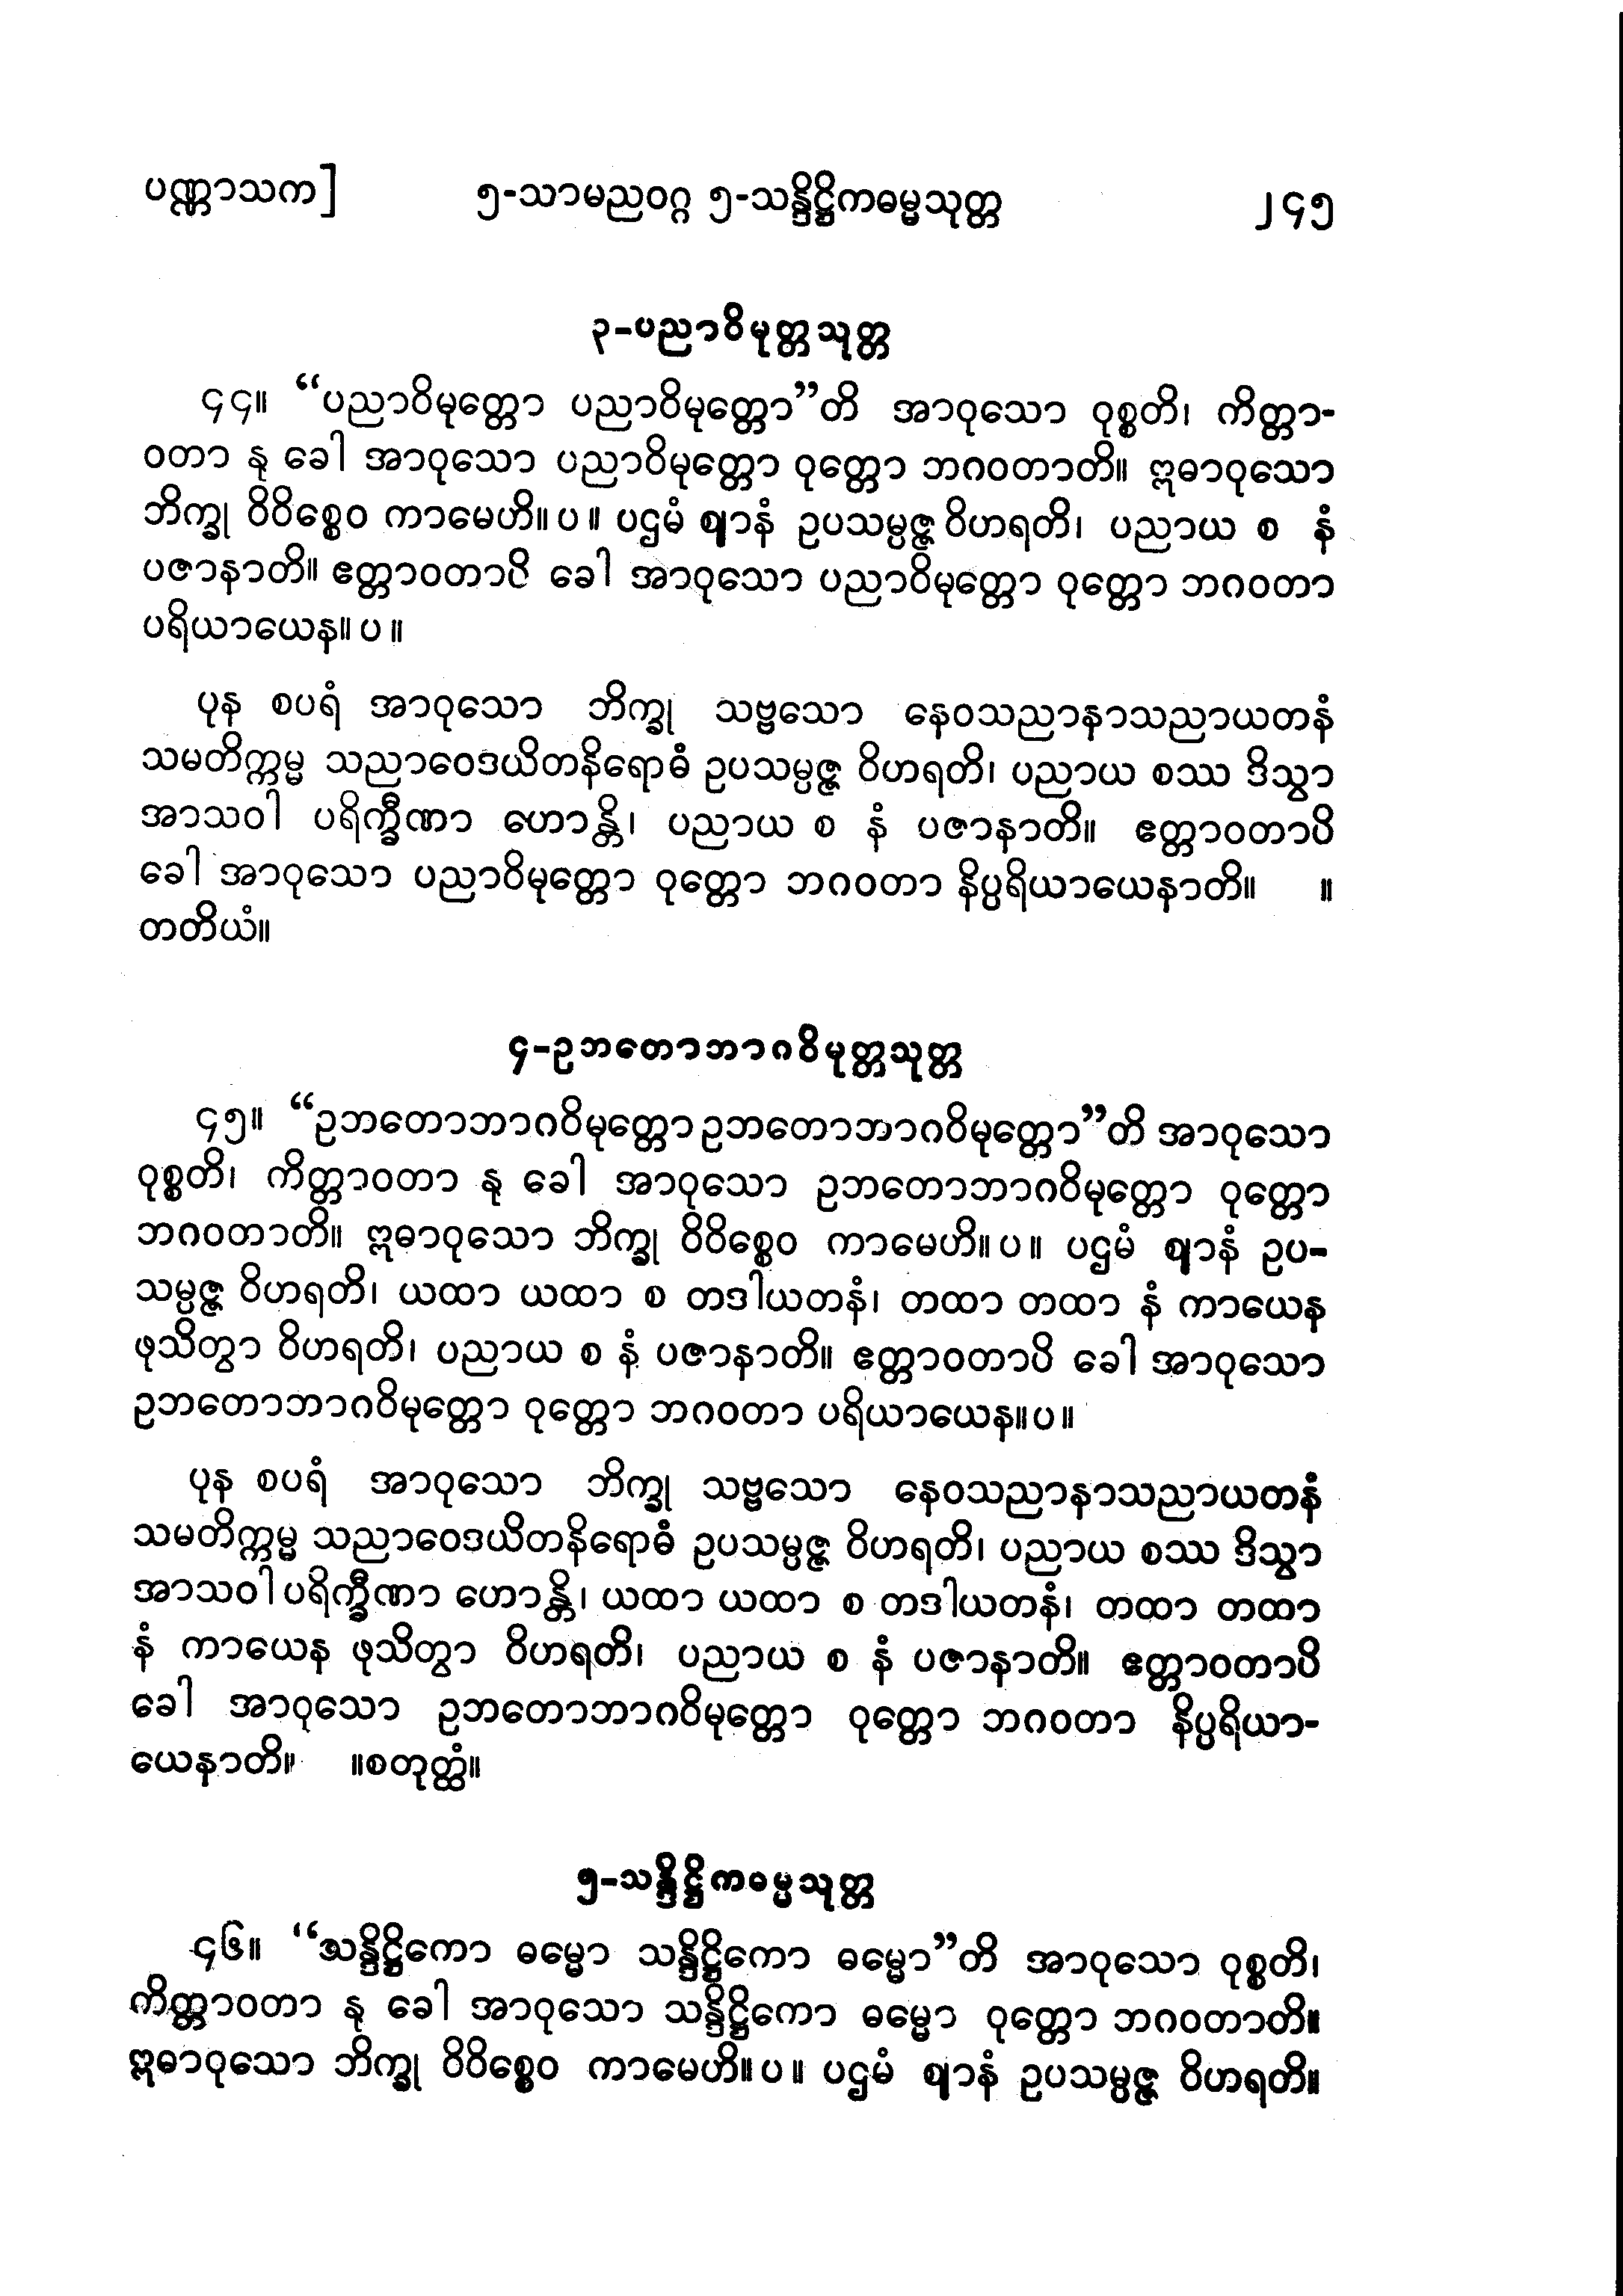 ပဏ္ဏာသက]	၅-သာမညဝဂ္ဂ ၅-သန္ဒိဋ္ဌိကဓမ္မသုတ္တ	၂၄၅
၃-ပညာဝိမုတ္တသုတ္တ
၄၄။ “ပညာဝိမုတ္တော ပညာဝိမုတ္တော”တိ အာဝုသော ဝုစ္စတိ၊ ကိတ္တာ-
ဝတာ နု ခေါ အာဝုသော ပညာဝိမုတ္တော ဝုတ္တော ဘဂဝတာတိ။ ဣဓာဝုသော
ဘိက္ခု ဝိဝိစ္စေဝ ကာမေဟိ။ ပ။ ပဌမံ ဈာနံ ဥပသမ္ပဇ္ဇ ဝိဟရတိ၊ ပညာယ စ နံ
ပဇာနာတိ။ ဧတ္တာဝတာပိ ခေါ အာဝုသော ပညာဝိမုတ္တော ဝုတ္တော ဘဂဝတာ
ပရိယာယေန။ ပ။
ပုန စပရံ အာဝုသော ဘိက္ခု သဗ္ဗသော နေဝသညာနာသညာယတနံ
သမတိက္ကမ္မ သညာဝေဒယိတနိရောဓံ ဥပသမ္ပဇ္ဇ ဝိဟရတိ၊ ပညာယ စဿ ဒိသွာ
အာသဝါ ပရိက္ခီဏာ ဟောန္တိ၊ ပညာယ စ နံ ပဇာနာတိ။ ဧတ္တာဝတာပိ
ခေါ အာဝုသော ပညာဝိမုတ္တော ဝုတ္တော ဘဂဝတာ နိပ္ပရိယာယေနာတိ။ ။
တတိယံ။
၄-ဥဘတောဘာဂဝိမုတ္တသုတ္တ
၄၅။ “ဥဘတောဘာဂဝိမုတ္တော ဥဘတောဘာဂဝိမုတ္တော”တိ အာဝုသော
ဝုစ္စတိ၊ ကိတ္တာဝတာ နု ခေါ အာဝုသော ဥဘတောဘာဂဝိမုတ္တော ဝုတ္တော
ဘဂဝတာတိ။ ဣဓာဝုသော ဘိက္ခု ဝိဝိစ္စေဝ ကာမေဟိ။ ပ။ ပဌမံ ဈာနံ ဥပ-
သမ္ပဇ္ဇ ဝိဟရတိ၊ ယထာ ယထာ စ တဒါယတနံ၊ တထာ တထာ နံ ကာယေန
ဖုသိတွာ ဝိဟရတိ၊ ပညာယ စ နံ ပဇာနာတိ။ ဧတ္တာဝတာပိ ခေါ အာဝုသော
ဥဘတောဘာဂဝိမုတ္တော ဝုတ္တော ဘဂဝတာ ပရိယာယေန။ ပ။
ပုန စပရံ အာဝုသော ဘိက္ခု သဗ္ဗသော နေဝသညာနာသညာယတနံ
သမတိက္ကမ္မ သညာဝေဒယိတနိရောဓံ ဥပသမ္ပဇ္ဇ ဝိဟရတိ၊ ပညာယ စဿ ဒိသွာ
အာသဝါ ပရိက္ခီဏာ ဟောန္တိ၊ ယထာ ယထာ စ တဒါယတနံ၊ တထာ တထာ
နံ ကာယေန ဖုသိတွာ ဝိဟရတိ၊ ပညာယ စ နံ ပဇာနာတိ။ ဧတ္တာဝတာပိ
ခေါ အာဝုသော ဥဘတောဘာဂဝိမုတ္တော ဝုတ္တော ဘဂဝတာ နိပ္ပရိယာ-
ယေနာတိ။ ။စတုတ္ထံ။
၅-သန္ဒိဋ္ဌိကဓမ္မသုတ္တ
၄၆။ “သန္ဒိဋ္ဌိကော ဓမ္မော သန္ဒိဋ္ဌိကော ဓမ္မော”တိ အာဝုသော ဝုစ္စတိ၊
ကိတ္တာဝတာ နု ခေါ အာဝုသော သန္ဒိဋ္ဌိကော ဓမ္မော ဝုတ္တော ဘဂဝတာတိ။
ဣဓာဝုသော ဘိက္ခု ဝိဝိစ္စေဝ ကာမေဟိ။ ပ။ ပဌမံ ဈာနံ ဥပသမ္ပဇ္ဇ ဝိဟရတိ။